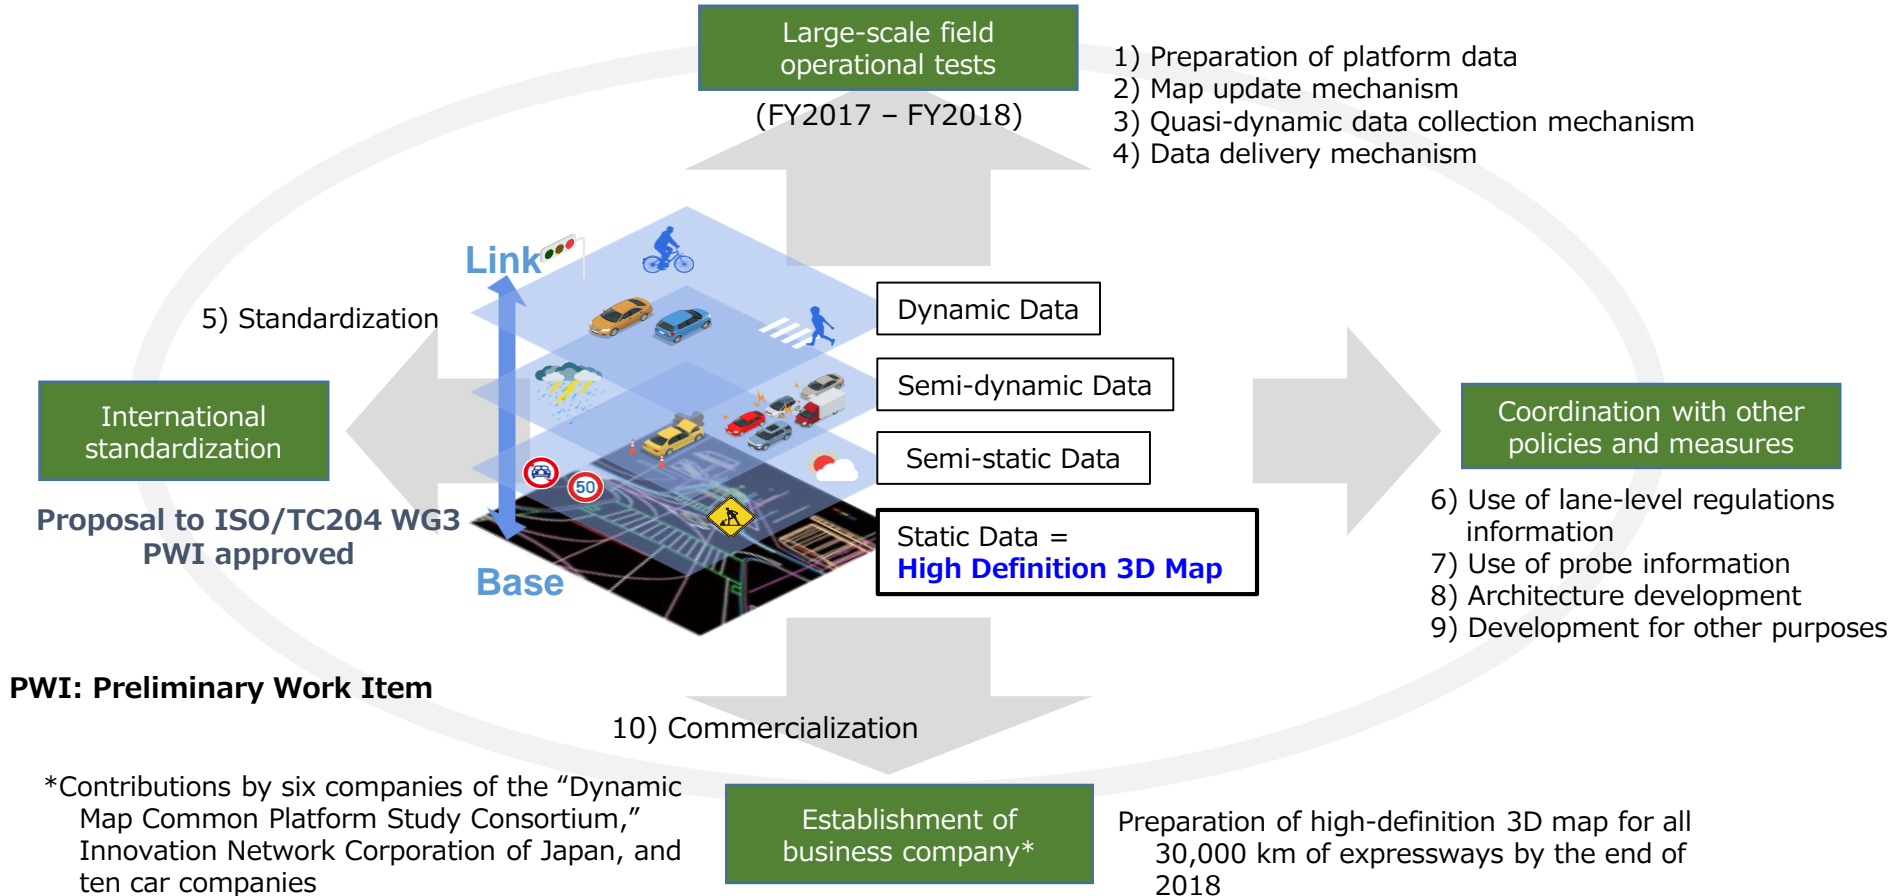 Large-scale field
operational tests
(FY2017 – FY2018)
1) Preparation of platform data
2) Map update mechanism
3) Quasi-dynamic data collection mechanism
4) Data delivery mechanism
Link
5) Standardization
Dynamic Data
Semi-dynamic Data
Semi-static Data
Static Data =
High Definition 3D Map
50
Base
International
standardization
Proposal to ISO/TC204 WG3
PWI approved
Coordination with other
policies and measures
6) Use of lane-level regulations
information
7) Use of probe information
8) Architecture development
9) Development for other purposes
PWI: Preliminary Work Item
10) Commercialization
*Contributions by six companies of the “Dynamic
Map Common Platform Study Consortium,”
Innovation Network Corporation of Japan, and
ten car companies
Establishment of
business company*
Preparation of high-definition 3D map for all
30,000 km of expressways by the end of
2018